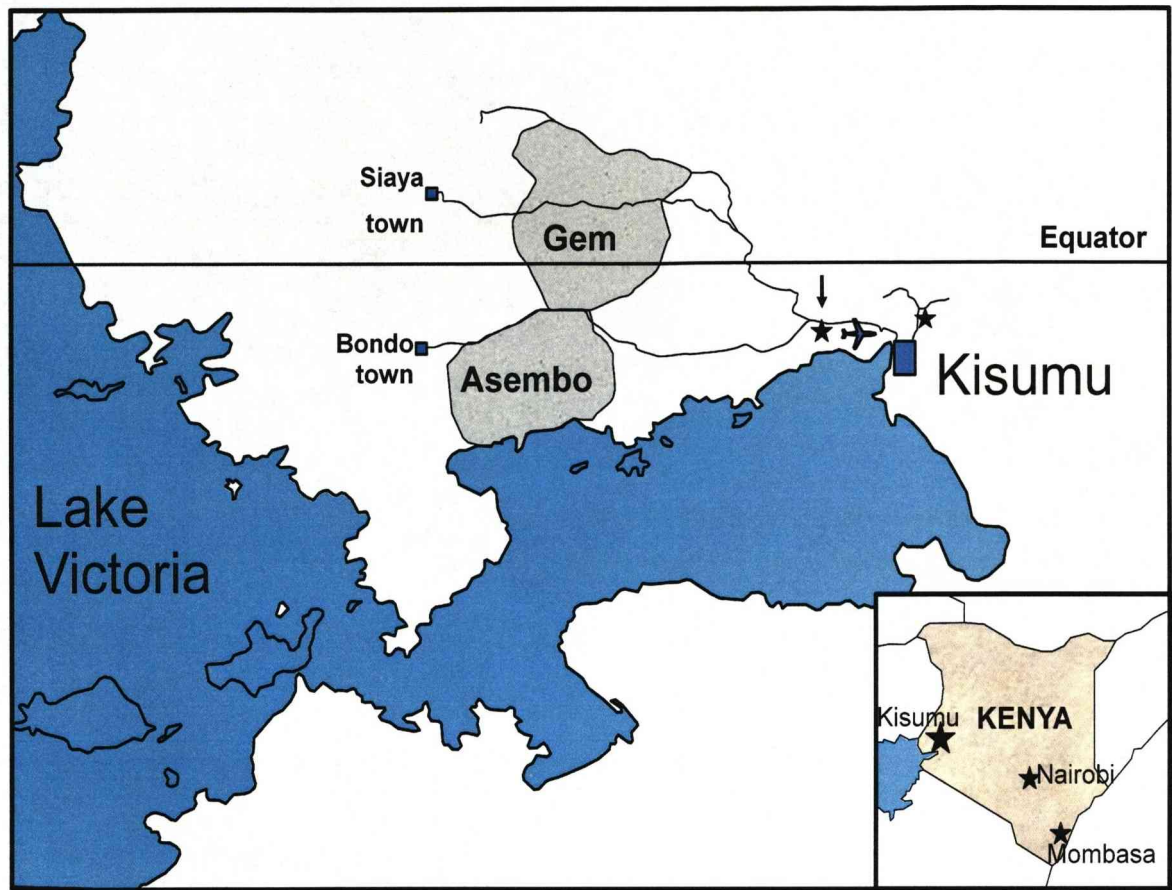 Siaya
town
Gem
Equator
Bondo
town
Asembo
Kisumu
Lake
Victoria
Kisumu
KENYA
Nairobi
Mombasa